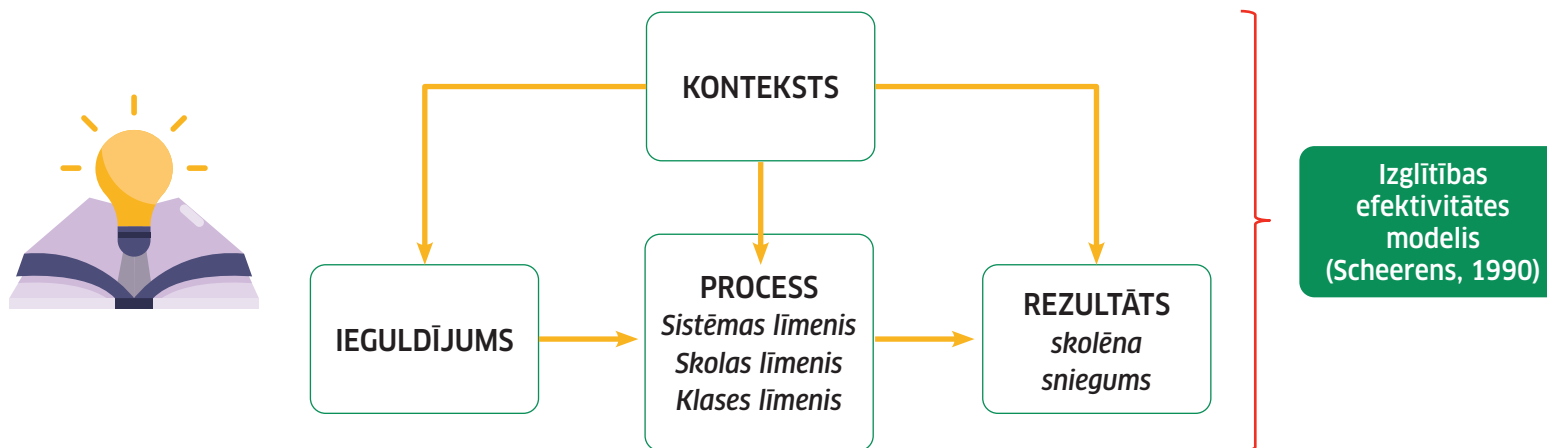 KONTEKSTS
IEGULDĪJUMS
PROCESS
Sistēmas līmenis
Skolas līmenis
Klases līmenis
REZULTĀTS
skolēna
sniegums
Izglītības
efektivitātes
modelis
(Scheerens, 1990)